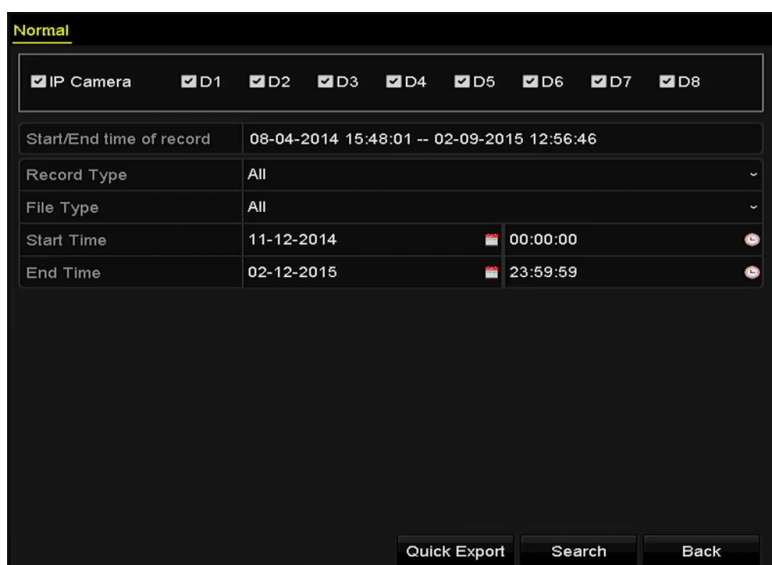 Normal
IP Camera D1 D2 D3 D4 D5 D6 D7 D8
Start/End time of record 08-04-2014 15:48:01 -- 02-09-2015 12:56:46
Record Type All
File Type All
Start Time 11-12-2014 00:00:00
End Time 02-12-2015 23:59:59
Quick Export Search Back